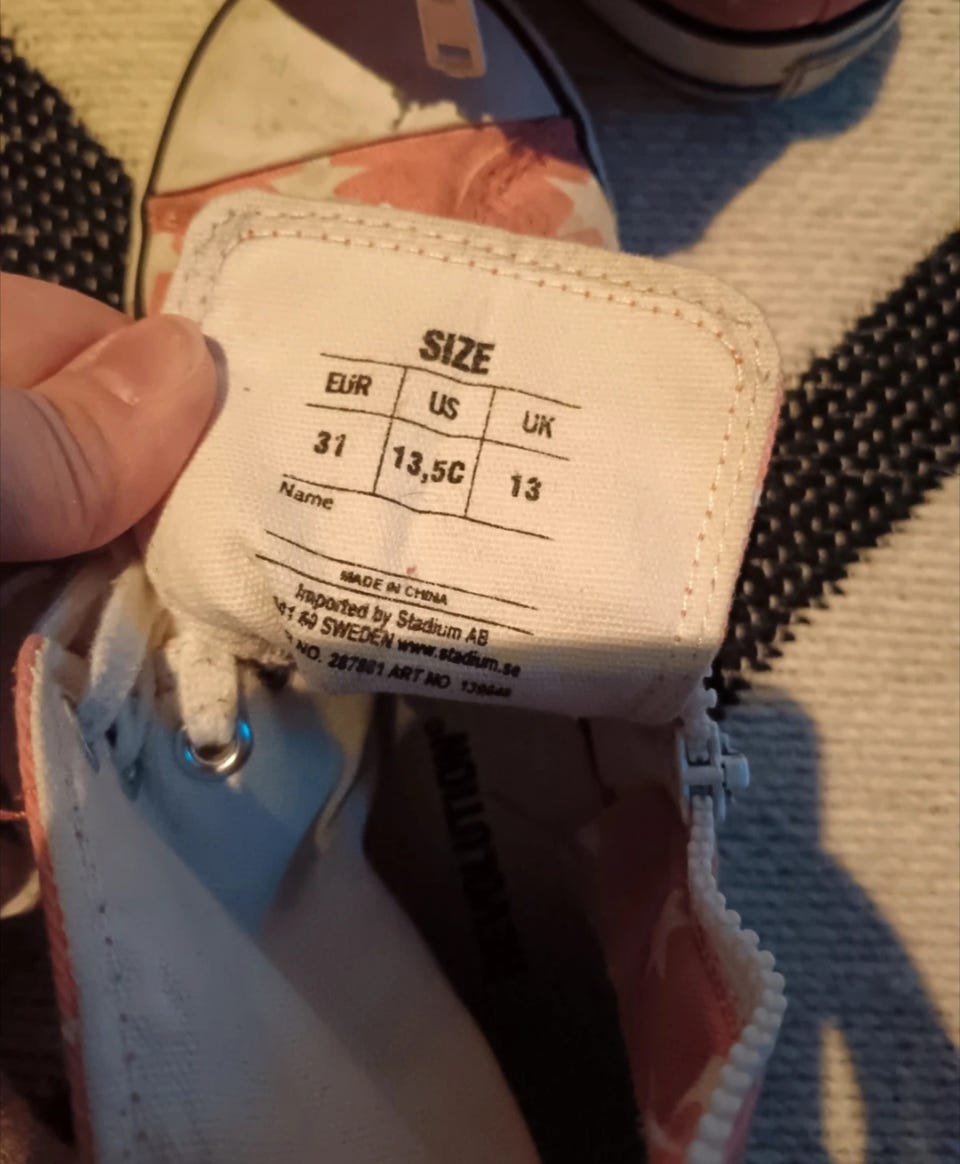 SIZE
EUR US UK
31 13,5C 13
Name
MADE IN CHINA
Imported by Stadium AB
SWEDEN www.stadium.se
NO. 287801 ART NO
REVOLUTION